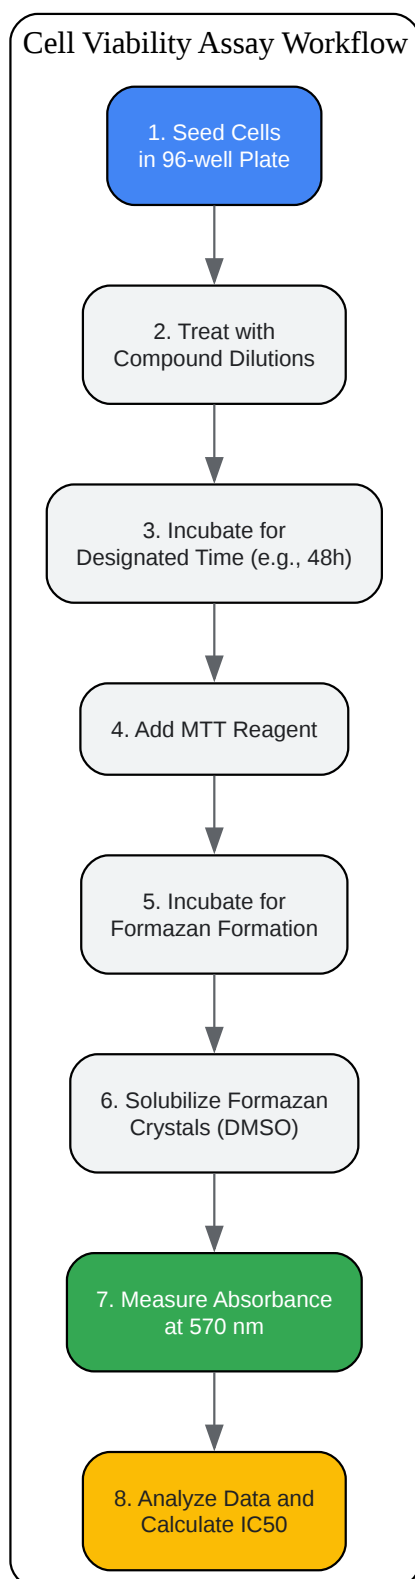 Cell Viability Assay Workflow
1. Seed Cells
in 96-well Plate
2. Treat with
Compound Dilutions
3. Incubate for
Designated Time (e.g., 48h)
4. Add MTT Reagent
5. Incubate for
Formazan Formation
6. Solubilize Formazan
Crystals (DMSO)
7. Measure Absorbance
at 570 nm
8. Analyze Data and
Calculate IC50